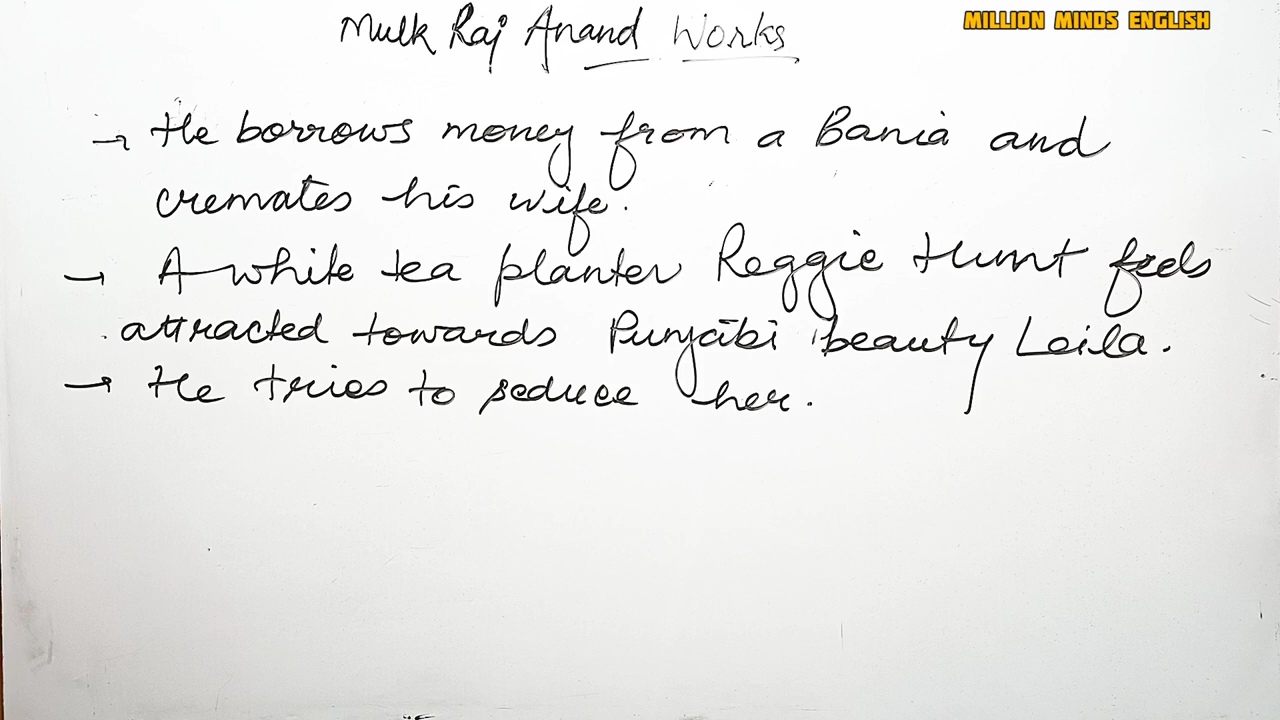 Mulk Raj Anand Works
MILLION MINDS ENGLISH
→ He borrows money from a Bania and
cremates his wife.
→ A white tea planter Reggie Hunt feels
attracted towards Punjabi beauty Leila.
→ He tries to seduce her.